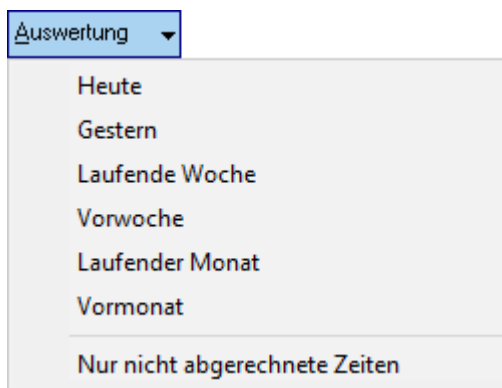 Auswertung
Heute
Gestern
Laufende Woche
Vorwoche
Laufender Monat
Vormonat
Nur nicht abgerechnete Zeiten